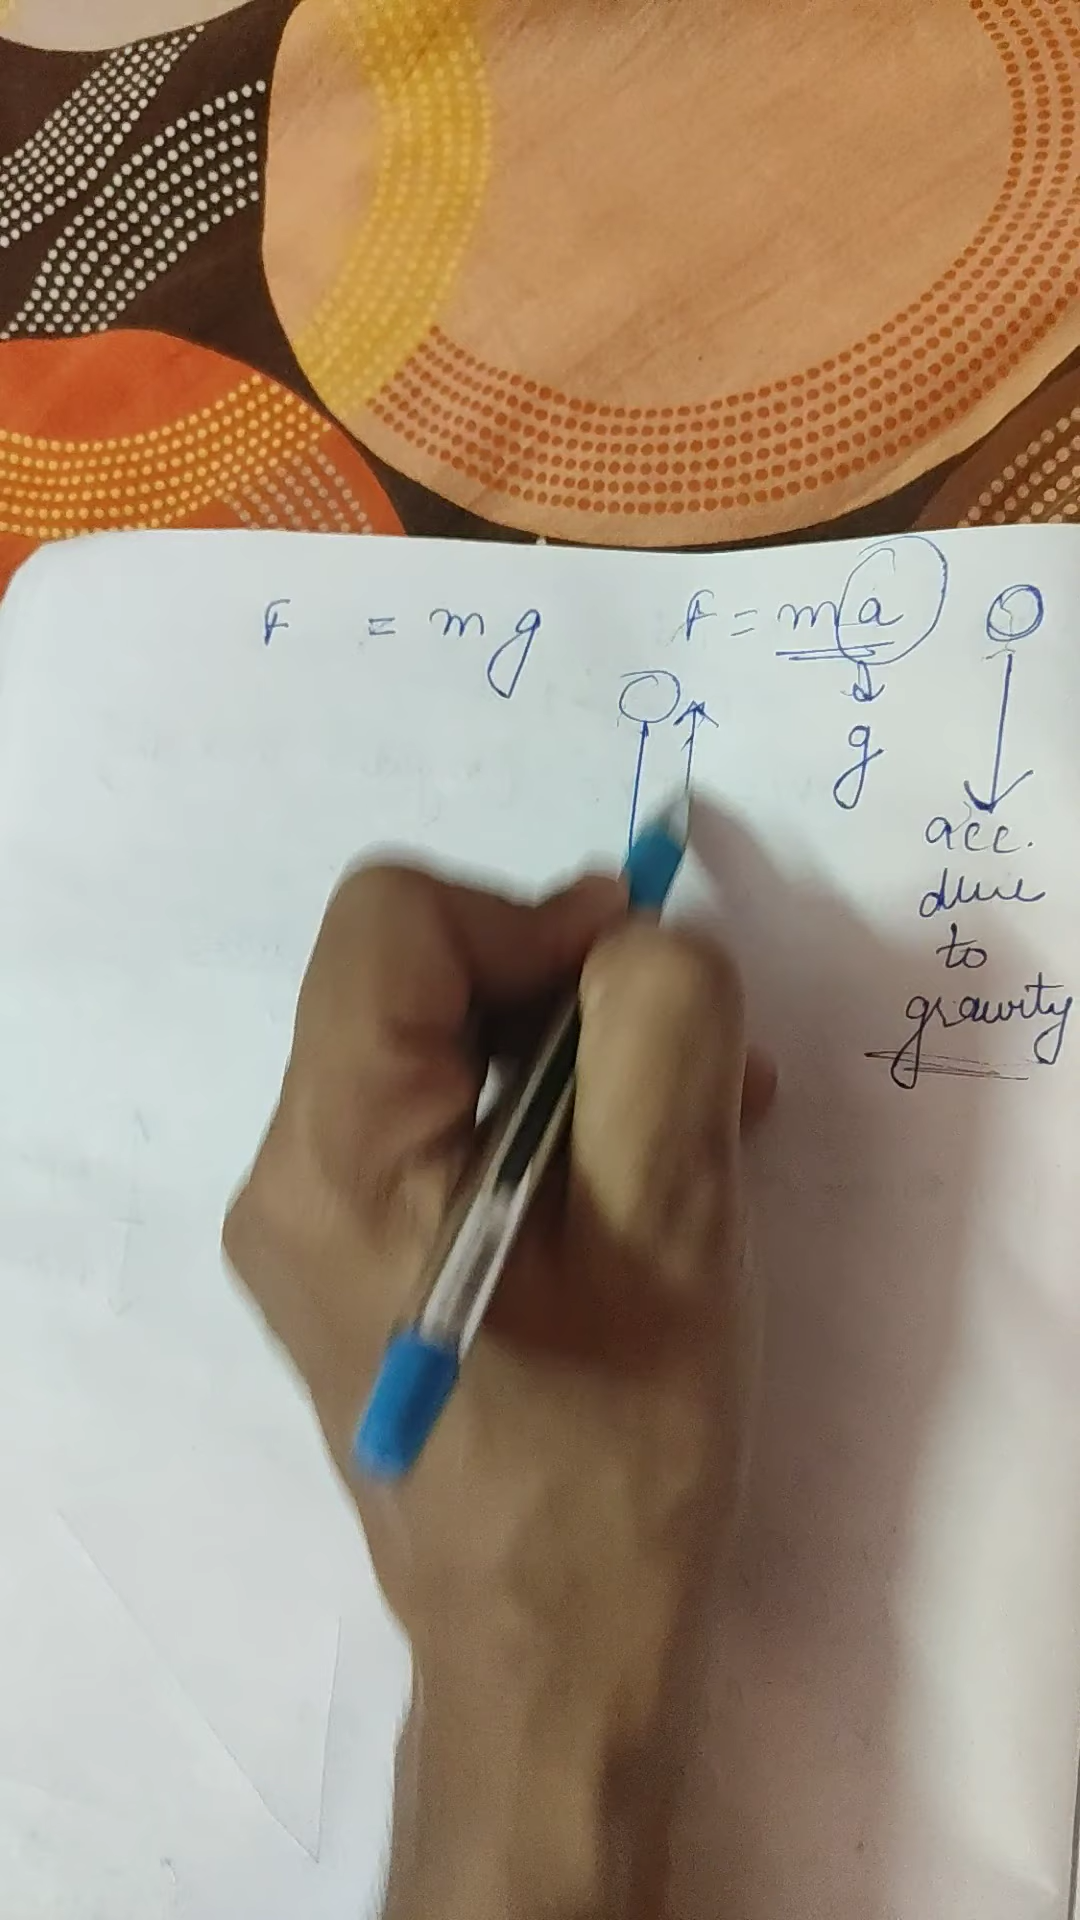 F = mg
F = ma
g
acc.
due
to
gravity